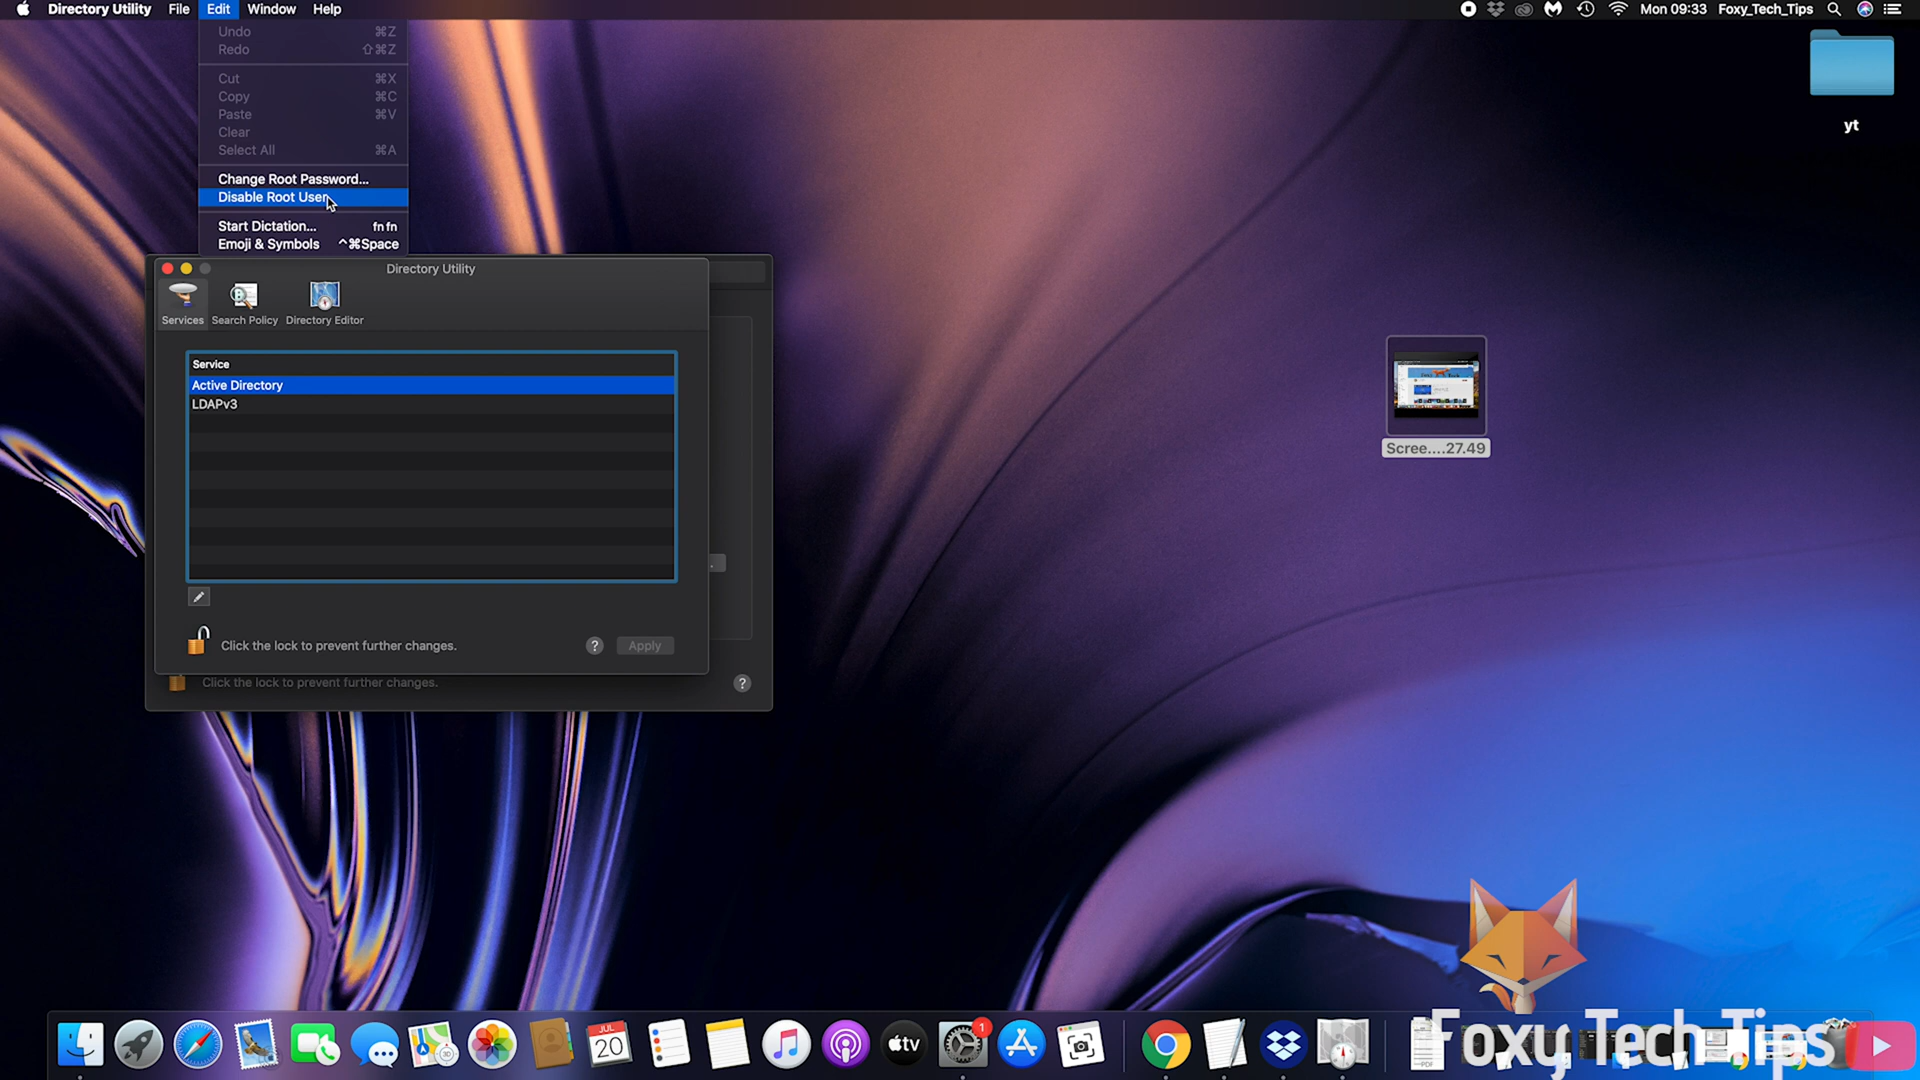 Directory Utility File Edit Window Help
Mon 09:33 Foxy_Tech_Tips
Undo ⌘Z
Redo ⇧⌘Z
Cut ⌘X
Copy ⌘C
Paste ⌘V
Clear
Select All ⌘A
Change Root Password...
Disable Root User
Start Dictation... fn fn
Emoji & Symbols ^⌘Space
yt
Directory Utility
Services Search Policy Directory Editor
Service
Active Directory
LDAPv3
Scree....27.49
Click the lock to prevent further changes.
? Apply
Click the lock to prevent further changes.
?
JUL
20
tv
1
Foxy Tech Tips